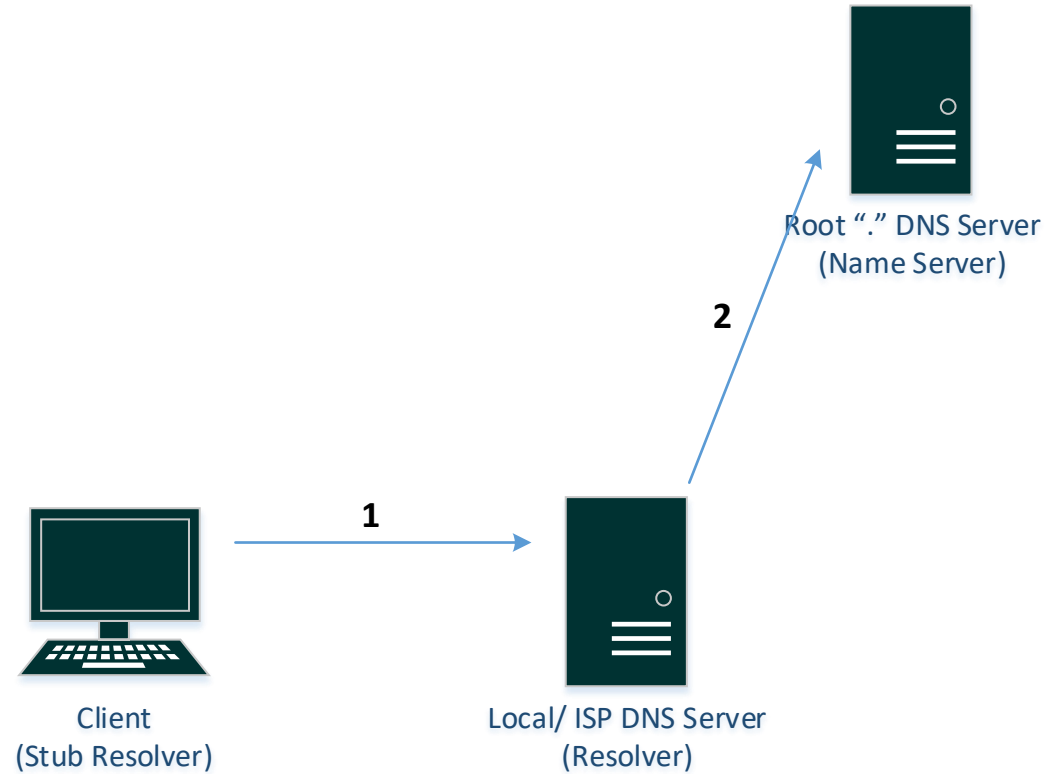 Root “.” DNS Server
(Name Server)
2
1
Client
(Stub Resolver)
Local/ ISP DNS Server
(Resolver)